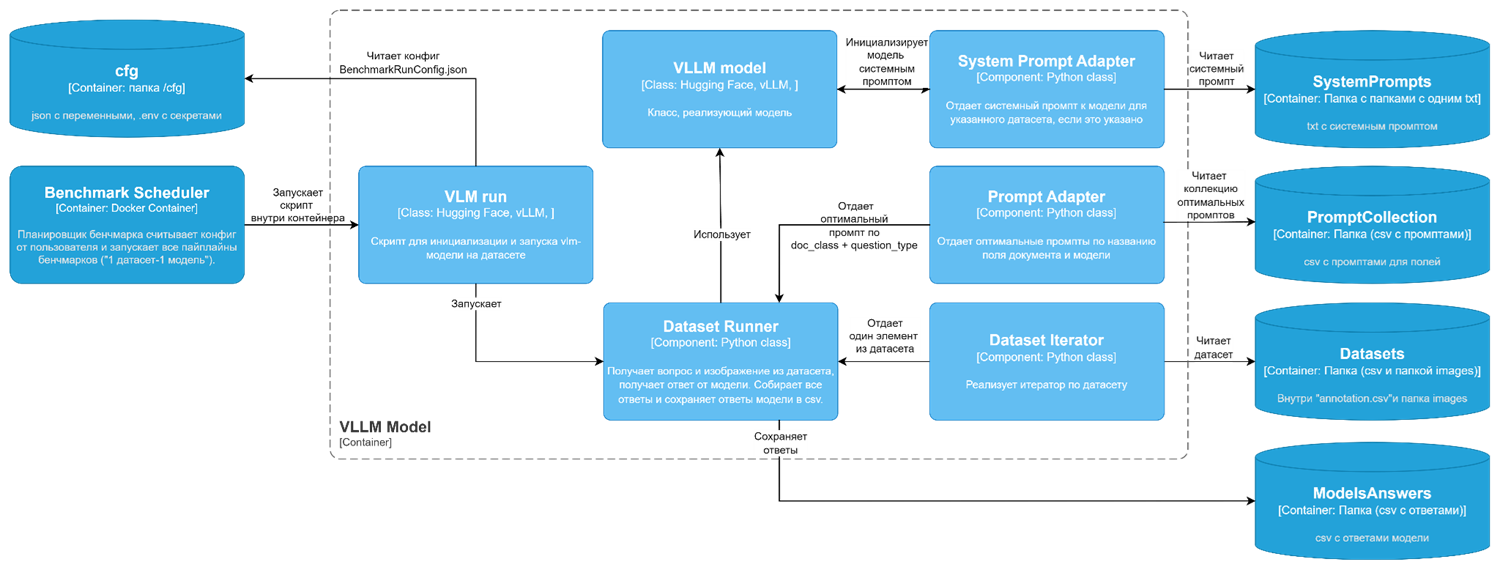 cfg
[Container: папка /cfg]
json с переменными, .env с секретами
Читает конфиг
BenchmarkRunConfig.json
Benchmark Scheduler
[Container: Docker Container]
Планировщик бенчмарка считывает конфиг
от пользователя и запускает все пайплайны
бенчмарков ("1 датасет-1 модель").
Запускает
скрипт
внутри контейнера
VLM run
[Class: Hugging Face, vLLM, ]
Скрипт для инициализации и запуска vlm-
модели на датасете
Запускает
VLLM model
[Class: Hugging Face, vLLM, ]
Класс, реализующий модель
Инициализирует
модель
системным
промптом
System Prompt Adapter
[Component: Python class]
Отдает системный промпт к модели для
указанного датасета, если это указано
Читает
системный
промпт
SystemPrompts
[Container: Папка с папками с одним txt]
txt с системным промптом
Использует
Отдает
оптимальный
промпт по
doc_class + question_type
Prompt Adapter
[Component: Python class]
Отдает оптимальные промпты по названию
поля документа и модели
Читает
коллекцию
оптимальных
промтов
PromptCollection
[Container: Папка (csv с промптами)]
csv с промптами для полей
Dataset Runner
[Component: Python class]
Получает вопрос и изображение из датасета,
получает ответ от модели. Собирает все
ответы и сохраняет ответы модели в csv.
Отдает
один элемент
из датасета
Dataset Iterator
[Component: Python class]
Реализует итератор по датасету
Читает
датасет
Datasets
[Container: Папка (csv и папкой images)]
Внутри "annotation.csv"и папка images
VLLM Model
[Container]
Сохраняет
ответы
ModelsAnswers
[Container: Папка (csv с ответами)]
csv с ответами модели